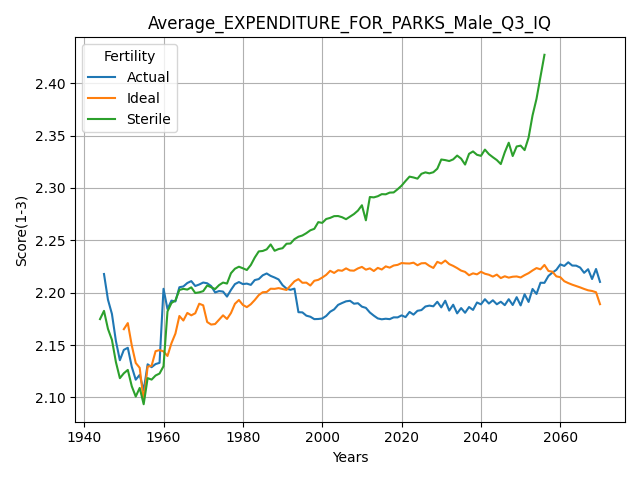 Average_EXPENDITURE_FOR_PARKS_Male_Q3_IQ
Fertility
Actual
Ideal
Sterile
Score(1-3)
2.40
2.35
2.30
2.25
2.20
2.15
2.10
1940 1960 1980 2000 2020 2040 2060
Years